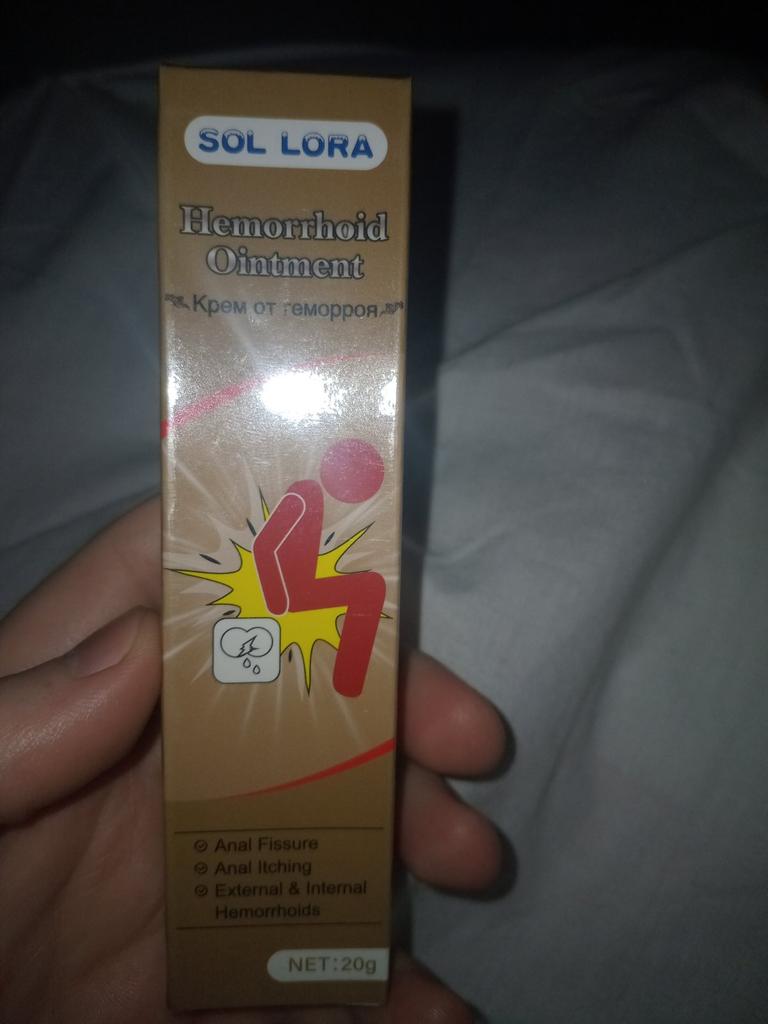 SOL LORA
Hemorrhoid
Ointment
Крем от геморроя
Anal Fissure
Anal Itching
External & Internal
Hemorrhoids
NET:20g